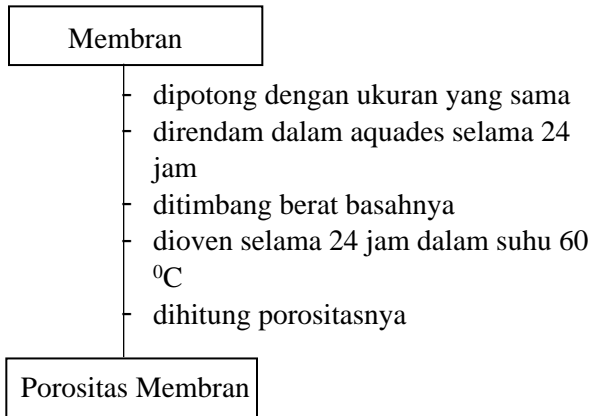 Membran
- dipotong dengan ukuran yang sama
- direndam dalam aquades selama 24
jam
- ditimbang berat basahnya
- dioven selama 24 jam dalam suhu 60
⁰C
- dihitung porositasnya
Porositas Membran